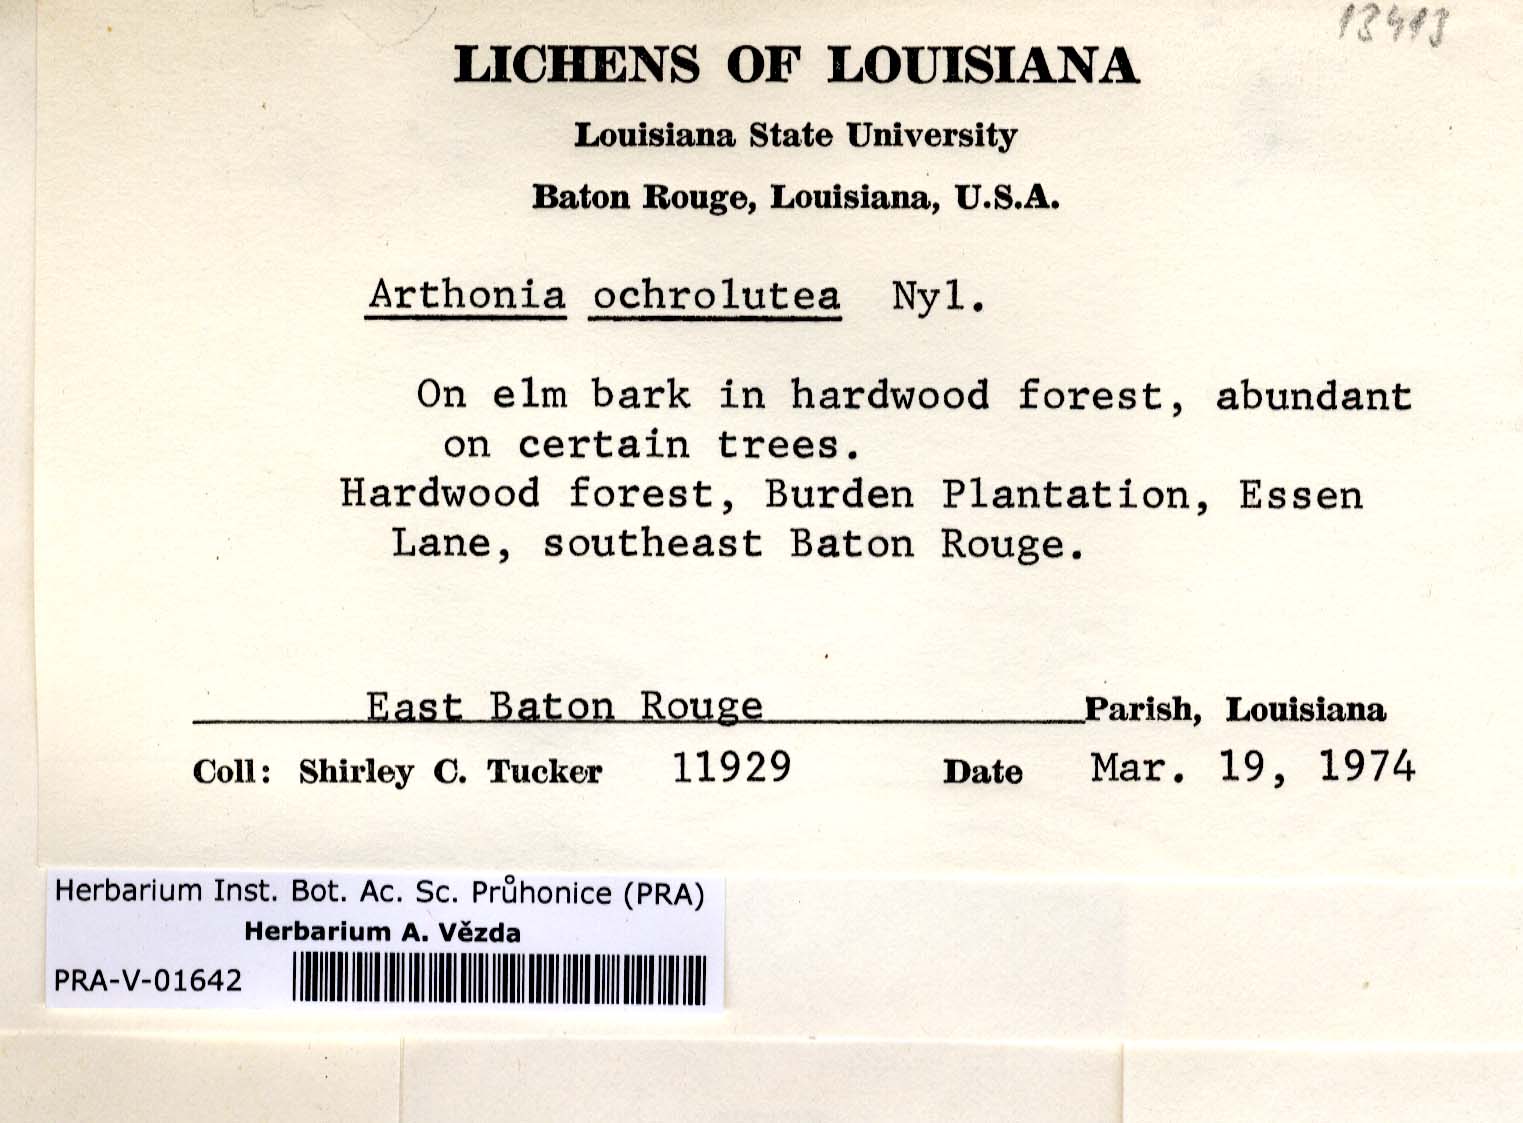 13413
LICHENS OF LOUISIANA
Louisiana State University
Baton Rouge, Louisiana, U.S.A.
Arthonia ochrolutea Nyl.
On elm bark in hardwood forest, abundant
on certain trees.
Hardwood forest, Burden Plantation, Essen
Lane, southeast Baton Rouge.
East Baton Rouge Parish, Louisiana
Coll: Shirley C. Tucker 11929 Date Mar. 19, 1974
Herbarium Inst. Bot. Ac. Sc. Průhonice (PRA)
Herbarium A. Vězda
PRA-V-01642